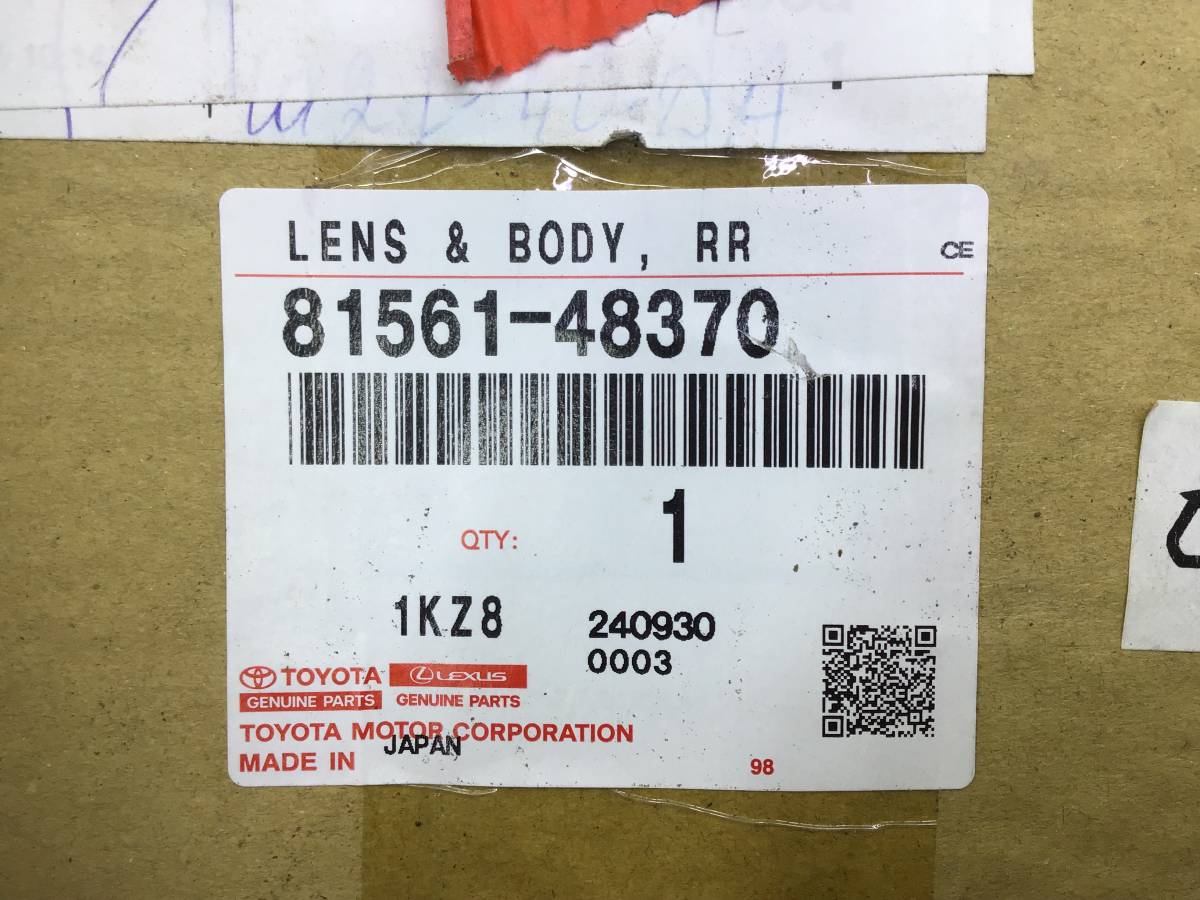 LENS & BODY, RR
CE
81561-48370
QTY: 1
1KZ8
240930
0003
TOYOTA LEXUS
GENUINE PARTS GENUINE PARTS
TOYOTA MOTOR CORPORATION
MADE IN JAPAN
98